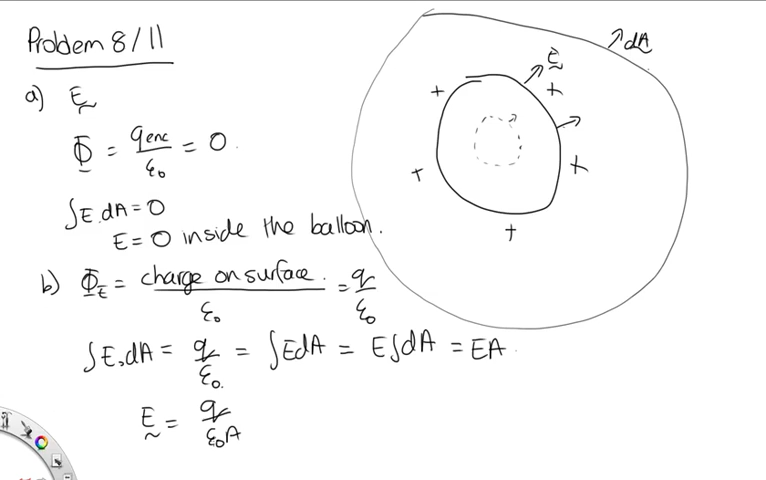 Problem 8/11
a) E
Φ = qenc/ε₀ = 0.
∫E.dA = 0
E = 0 inside the balloon.
b) Φ_E = charge on surface./ε₀ = q/ε₀
∫E.dA = q/ε₀. = ∫EdA = E∫dA = EA.
E = q/ε₀A
dA
E
+ +
+ +
+